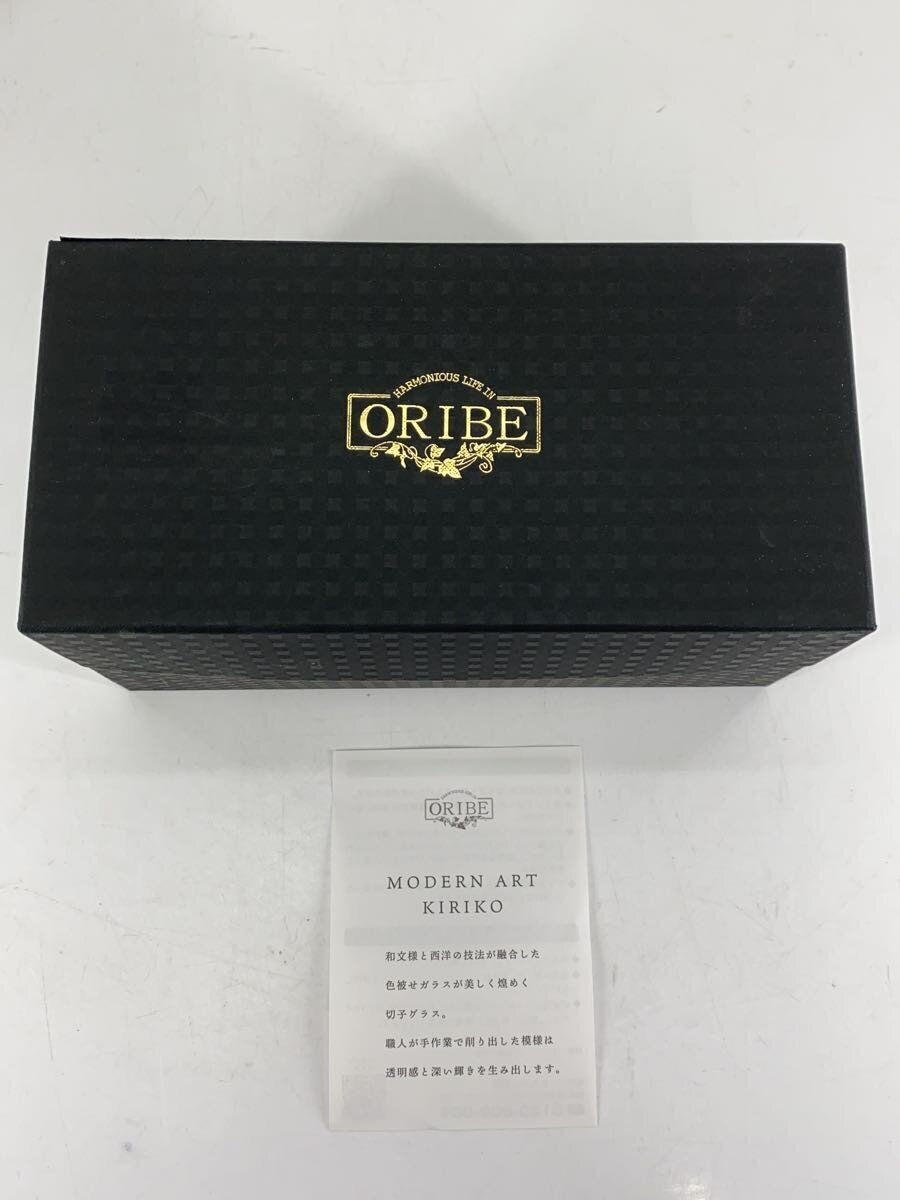 HARMONIOUS LIFE IN
ORIBE
HARMONIOUS LIFE IN
ORIBE
MODERN ART
KIRIKO
和文様と西洋の技法が融合した
色被せガラスが美しく煌めく
切子グラス。
職人が手作業で削り出した模様は
透明感と深い輝きを生み出します。